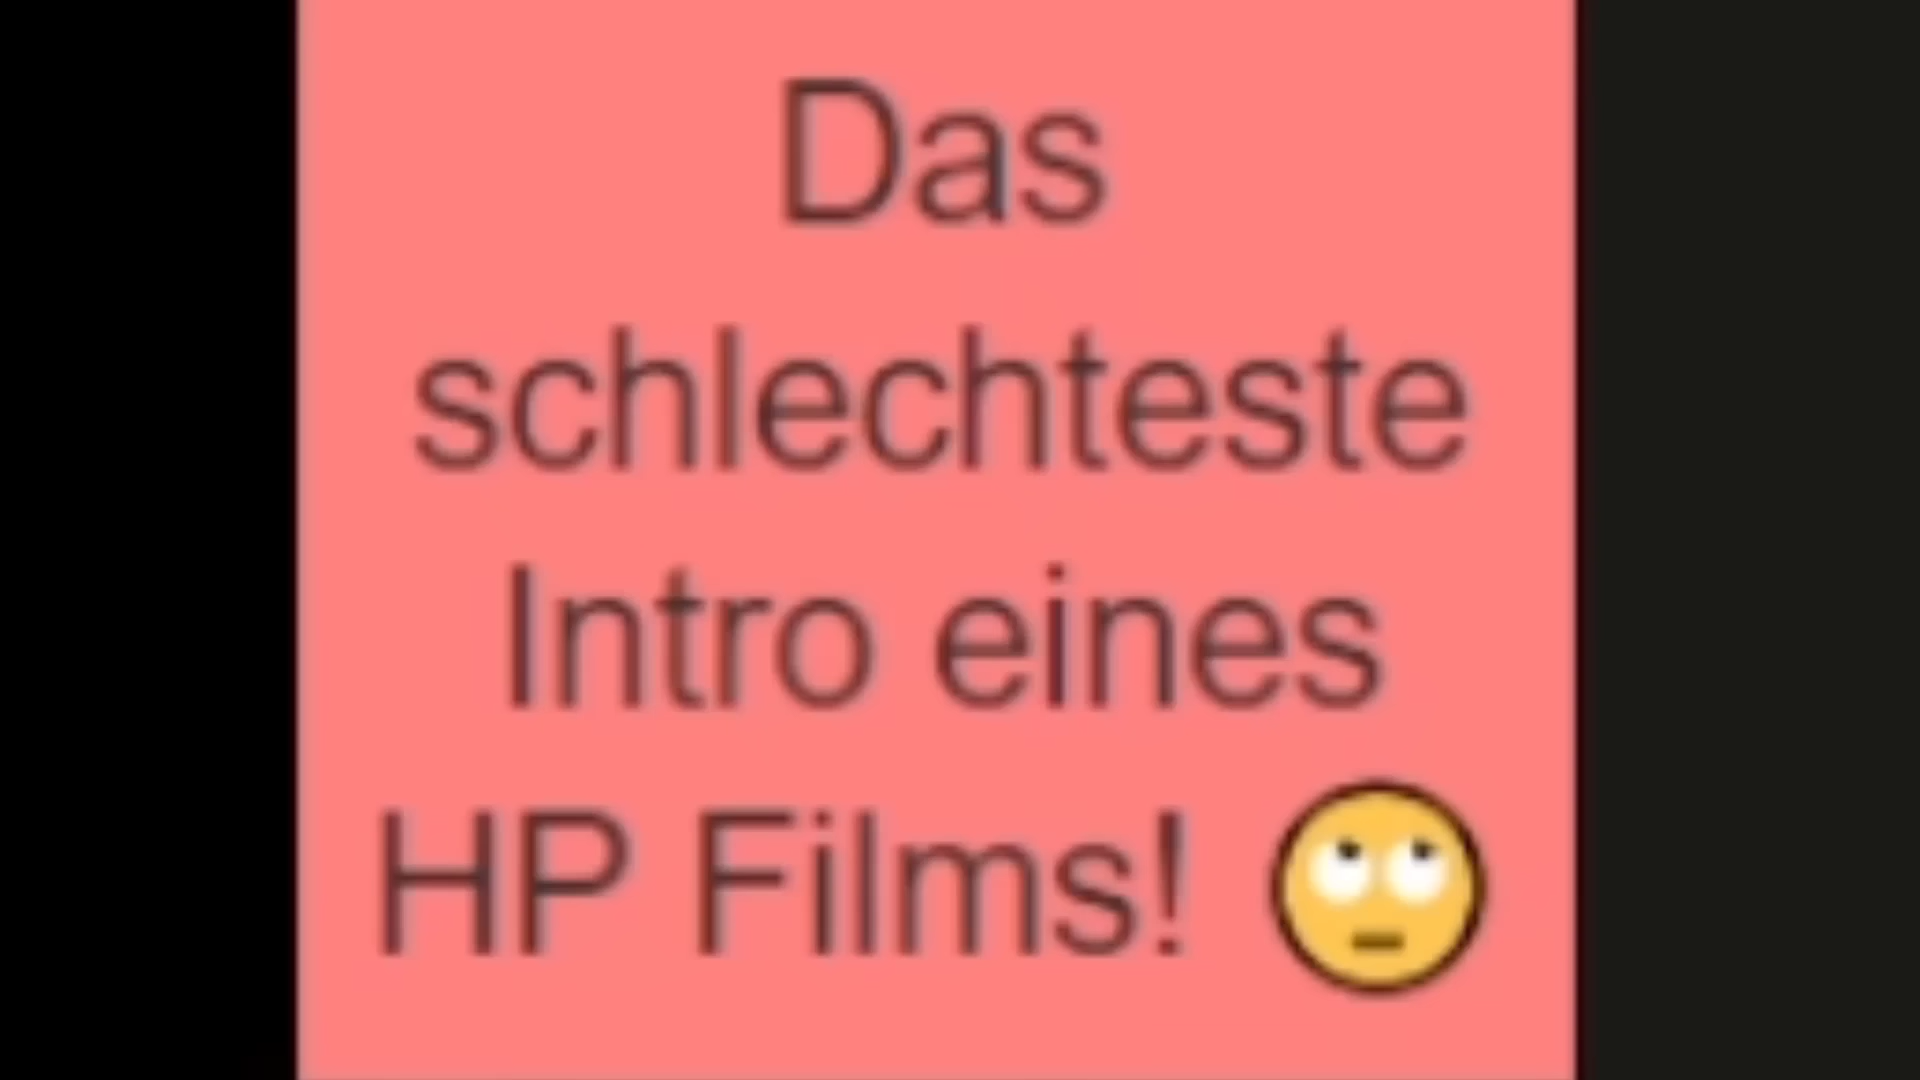 Das
schlechteste
Intro eines
HP Films! 🙄